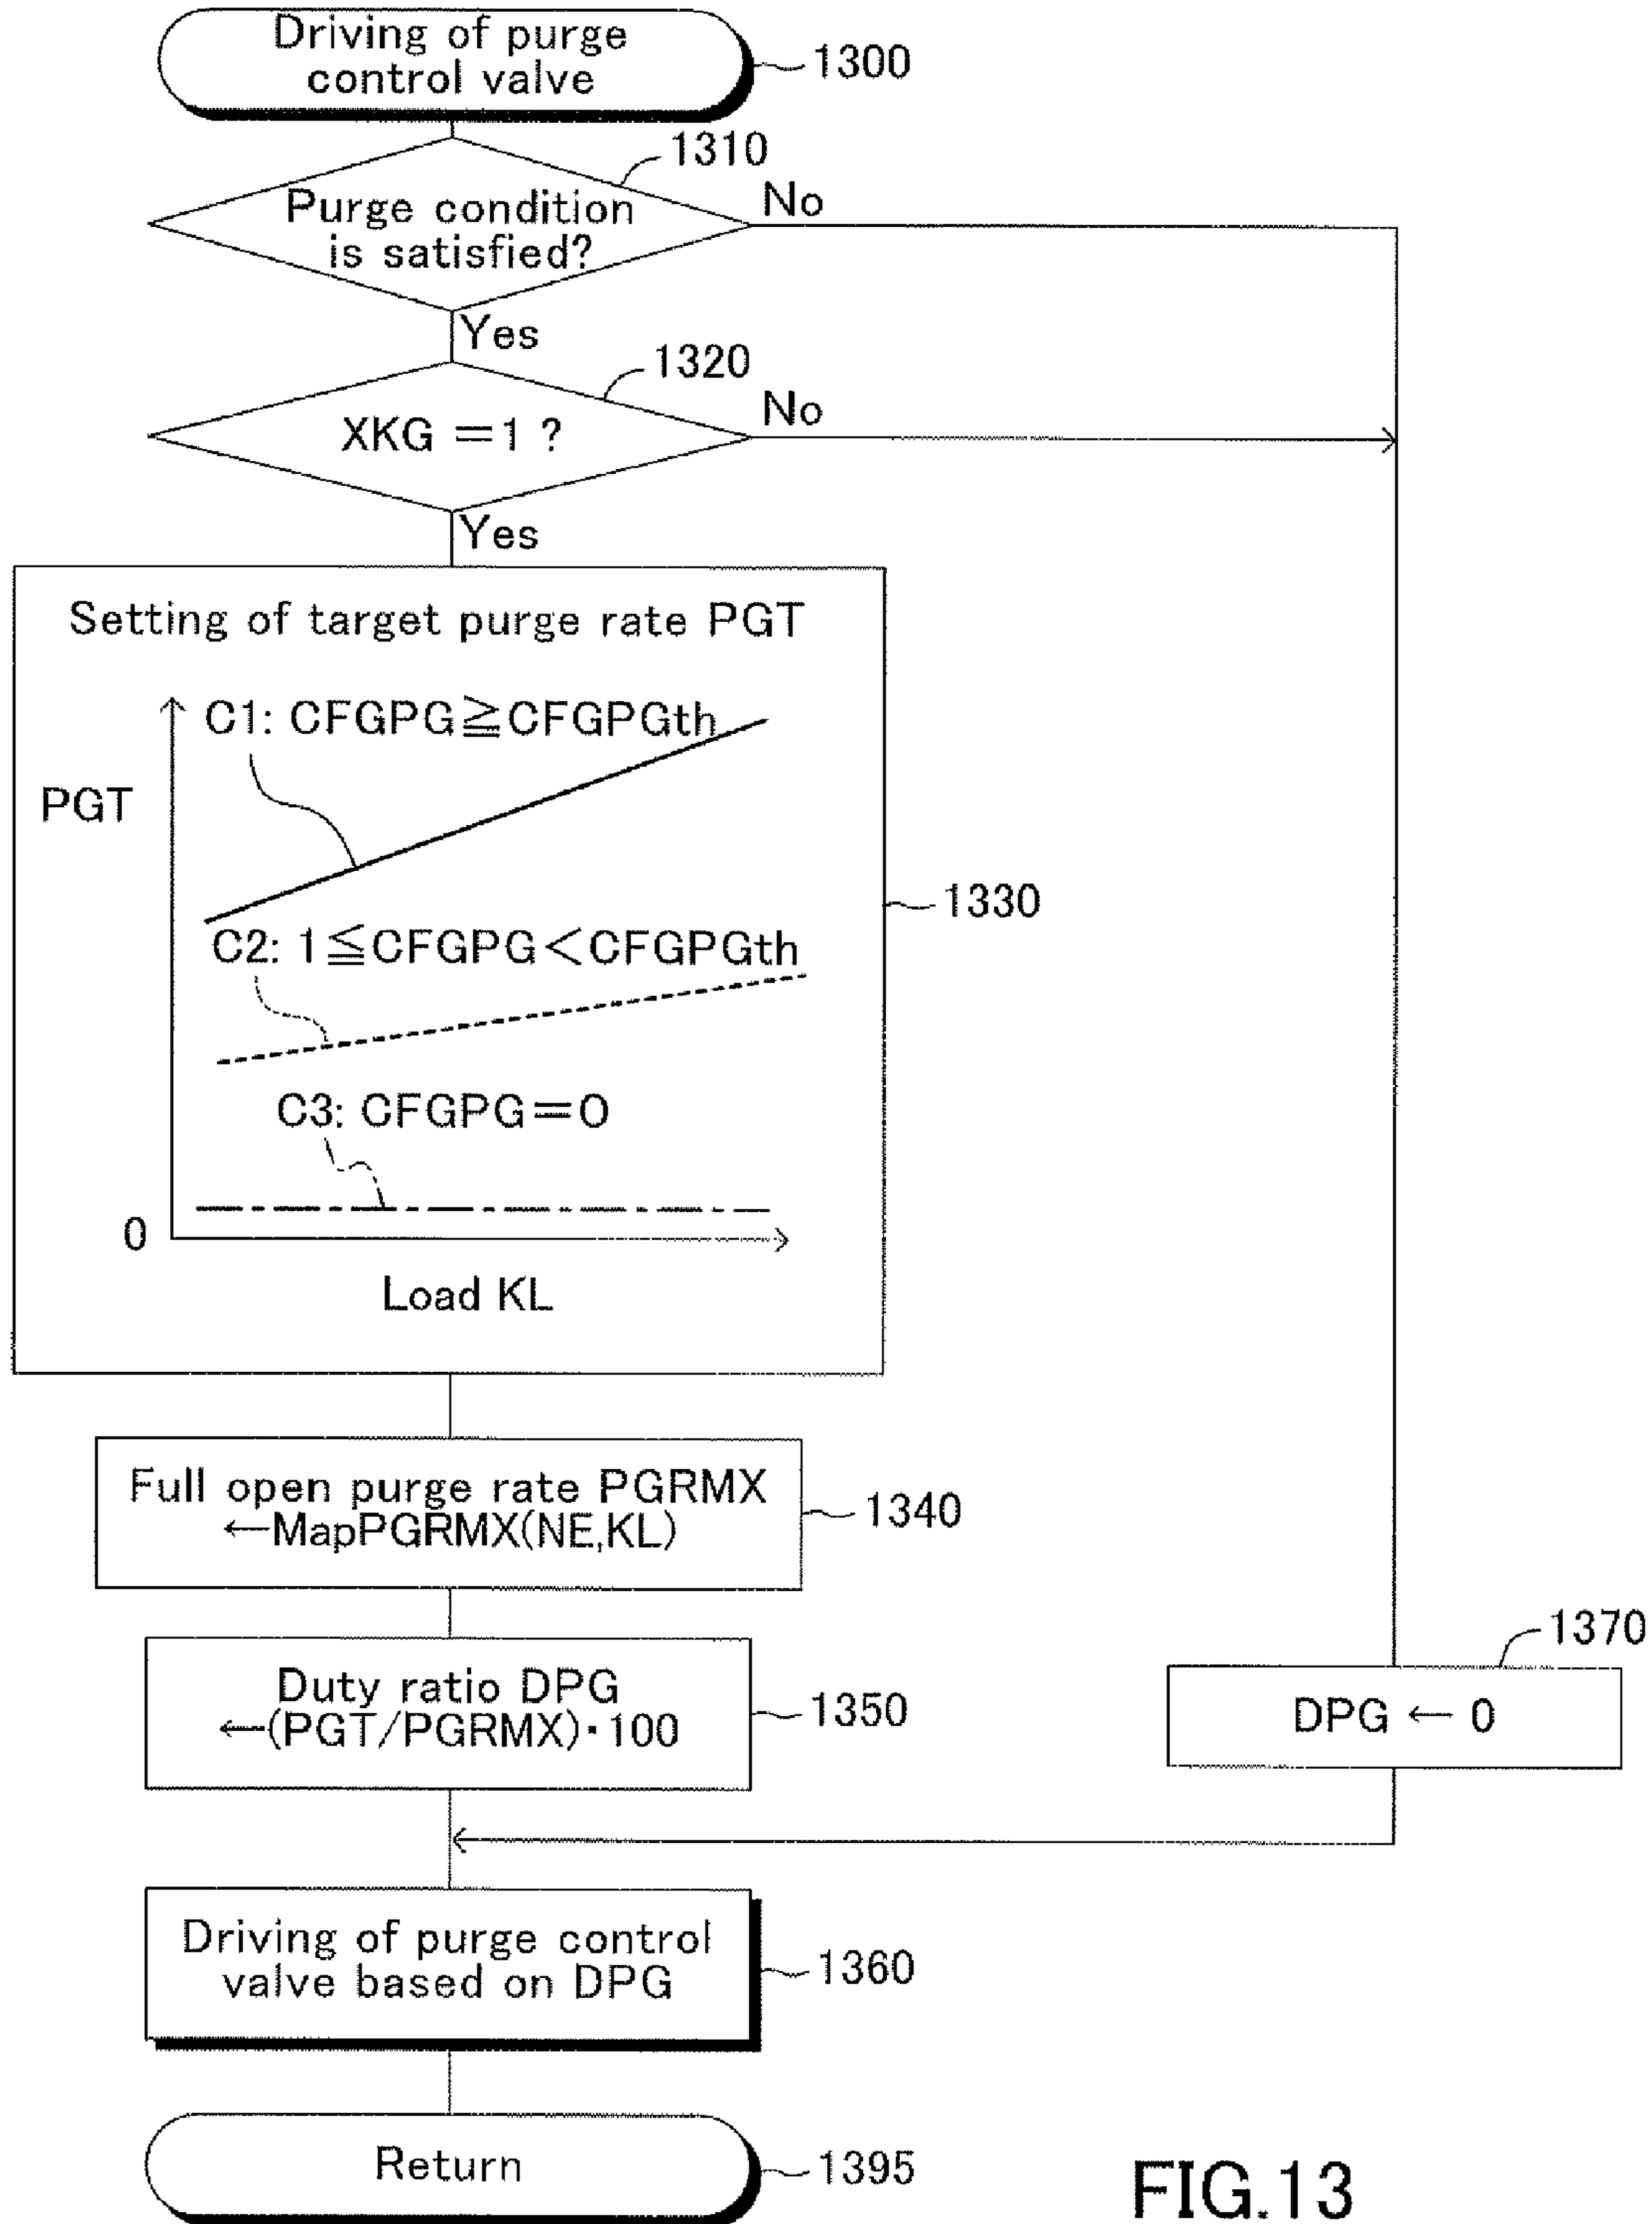 Driving of purge
control valve
1300
1310
Purge condition
is satisfied?
No
Yes
1320
XKG =1 ?
No
Yes
Setting of target purge rate PGT
C1: CFGPG≧CFGPGth
PGT
1330
C2: 1≦CFGPG<CFGPGth
C3: CFGPG=0
0
Load KL
Full open purge rate PGRMX
←MapPGRMX(NE,KL)
1340
Duty ratio DPG
←(PGT/PGRMX)・100
1350
1370
DPG ← 0
Driving of purge control
valve based on DPG
1360
Return
1395
FIG.13